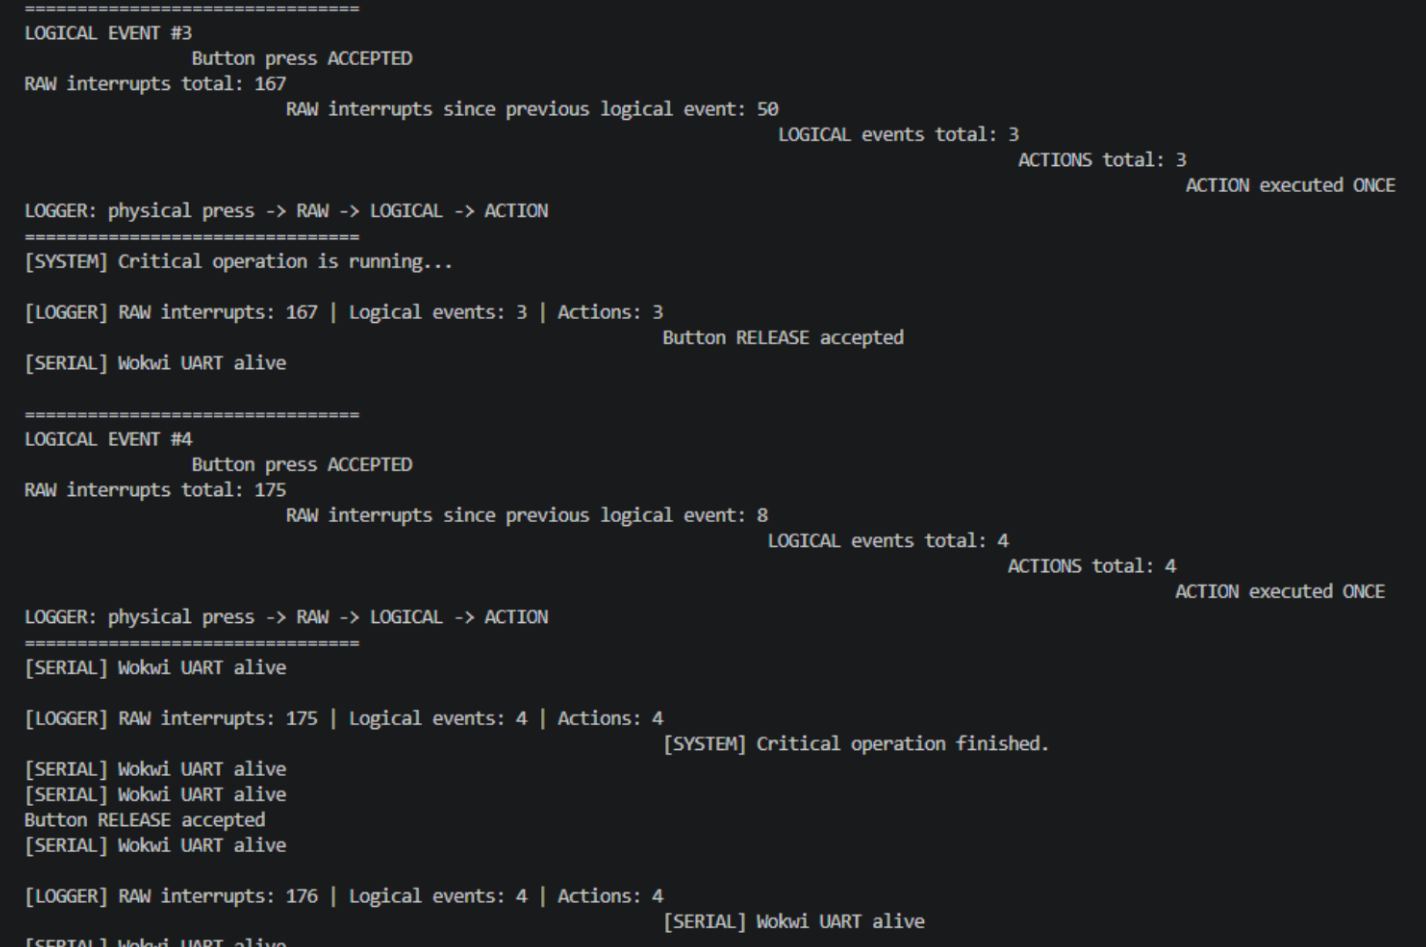 ================================
LOGICAL EVENT #3
Button press ACCEPTED
RAW interrupts total: 167
RAW interrupts since previous logical event: 50
LOGICAL events total: 3
ACTIONS total: 3
ACTION executed ONCE
LOGGER: physical press -> RAW -> LOGICAL -> ACTION
================================
[SYSTEM] Critical operation is running...
[LOGGER] RAW interrupts: 167 | Logical events: 3 | Actions: 3
Button RELEASE accepted
[SERIAL] Wokwi UART alive
================================
LOGICAL EVENT #4
Button press ACCEPTED
RAW interrupts total: 175
RAW interrupts since previous logical event: 8
LOGICAL events total: 4
ACTIONS total: 4
ACTION executed ONCE
LOGGER: physical press -> RAW -> LOGICAL -> ACTION
================================
[SERIAL] Wokwi UART alive
[LOGGER] RAW interrupts: 175 | Logical events: 4 | Actions: 4
[SYSTEM] Critical operation finished.
[SERIAL] Wokwi UART alive
[SERIAL] Wokwi UART alive
Button RELEASE accepted
[SERIAL] Wokwi UART alive
[LOGGER] RAW interrupts: 176 | Logical events: 4 | Actions: 4
[SERIAL] Wokwi UART alive
[SERIAL] Wokwi UART alive